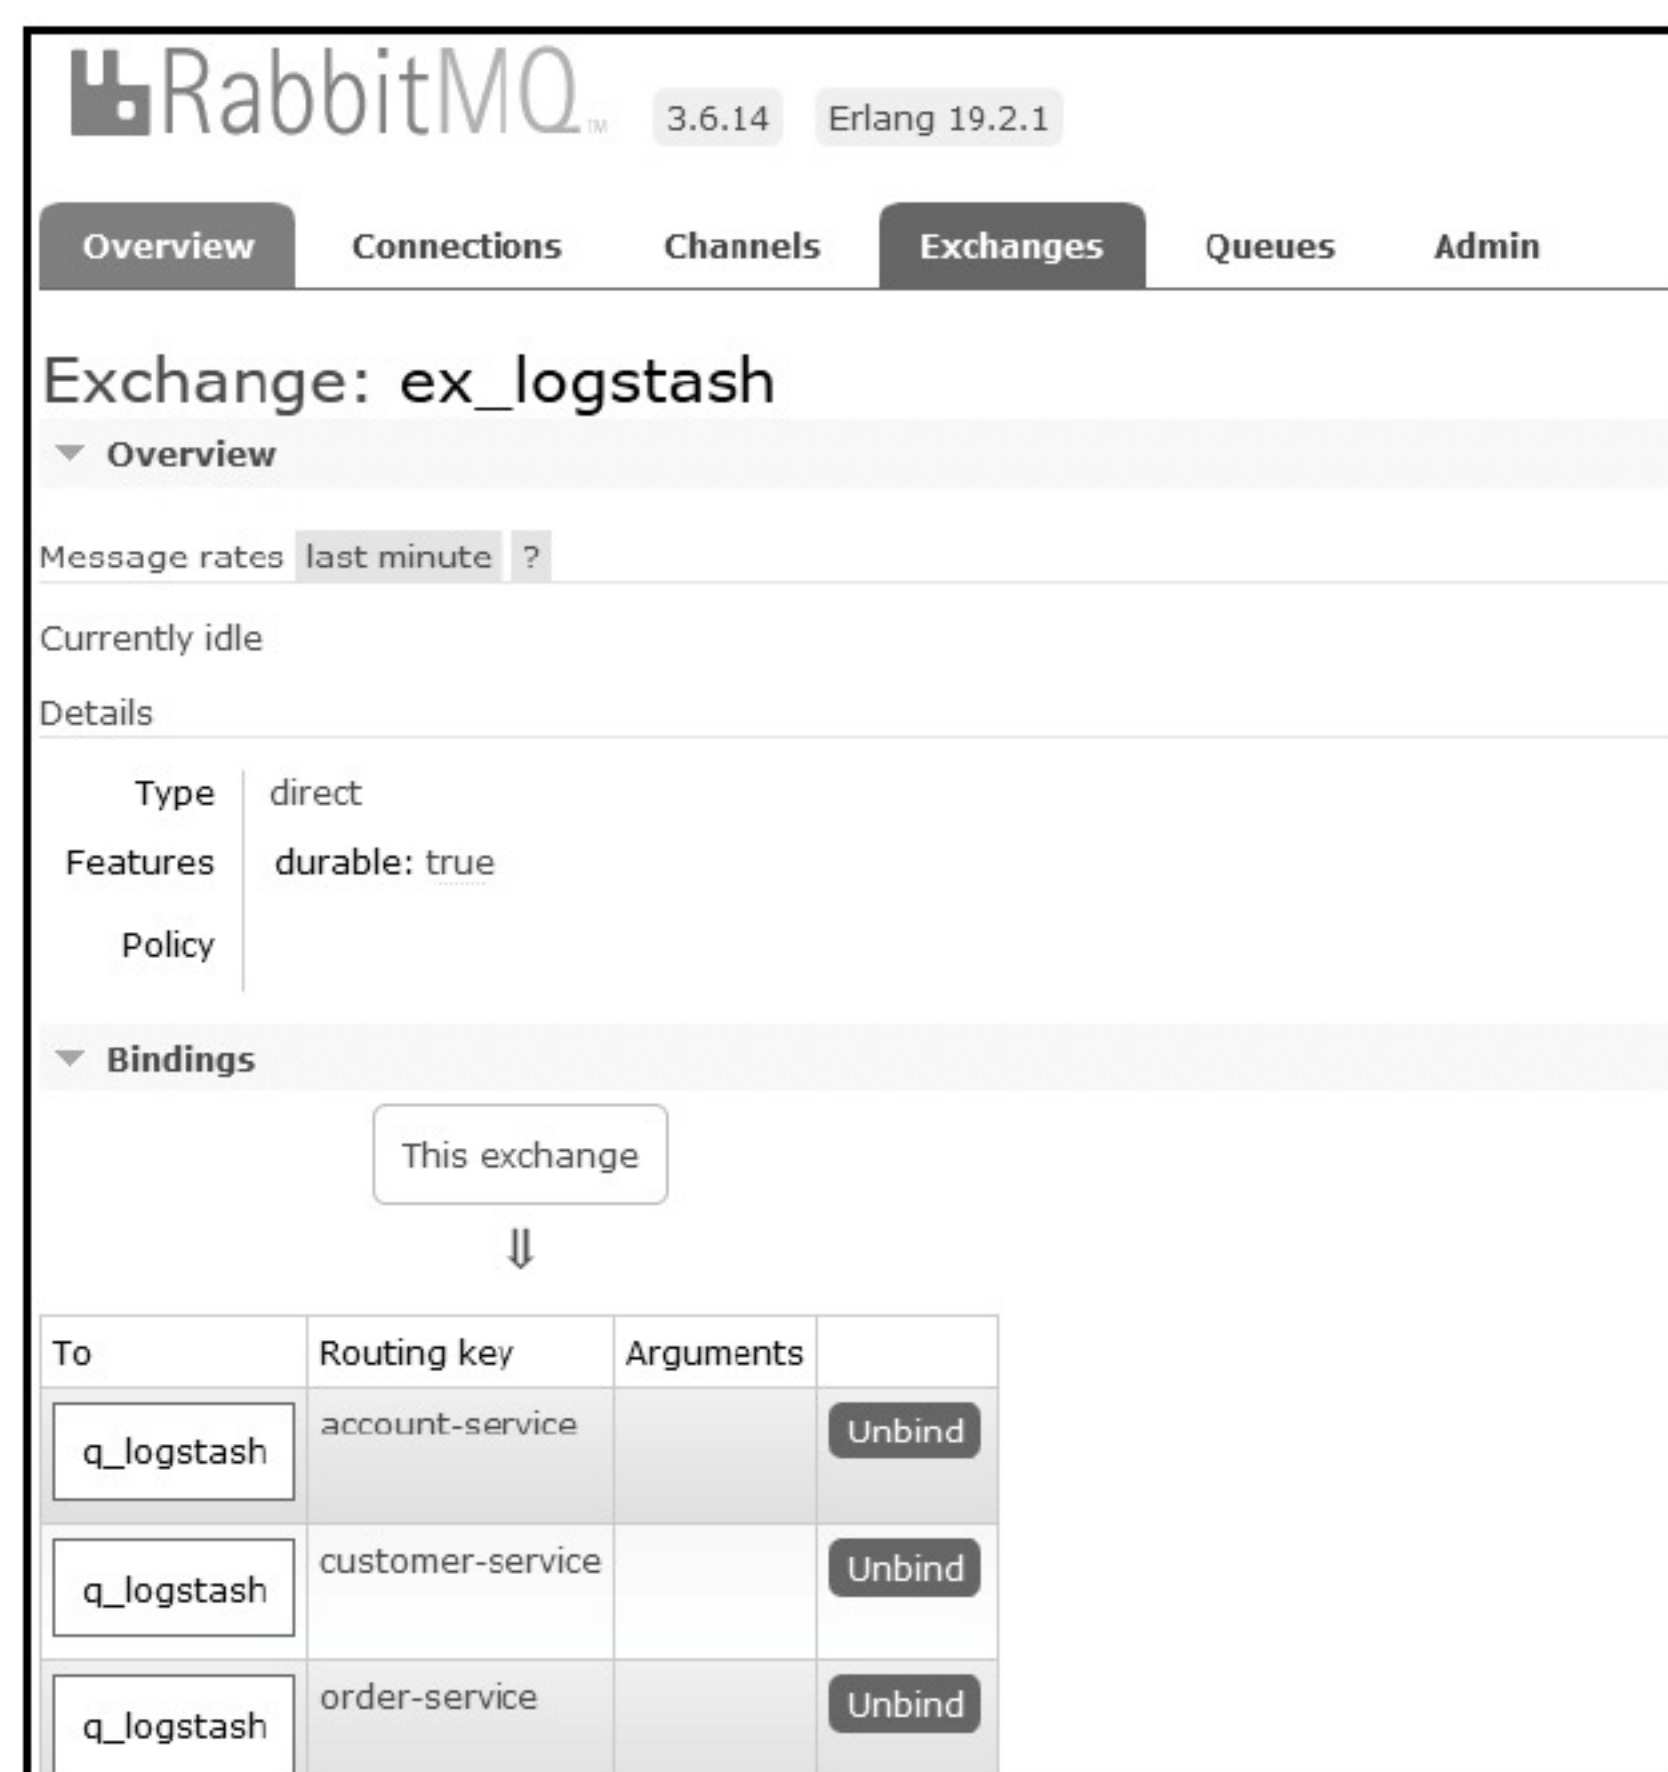 RabbitMQ TM 3.6.14 Erlang 19.2.1
Overview Connections Channels Exchanges Queues Admin
Exchange: ex_logstash
Overview
Message rates last minute ?
Currently idle
Details
Type direct
Features durable: true
Policy
Bindings
This exchange
⇓
To Routing key Arguments
q_logstash account-service Unbind
q_logstash customer-service Unbind
q_logstash order-service Unbind